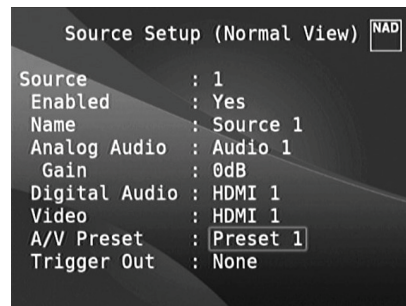 Source Setup (Normal View) NAD
Source : 1
Enabled : Yes
Name : Source 1
Analog Audio : Audio 1
Gain : 0dB
Digital Audio : HDMI 1
Video : HDMI 1
A/V Preset : Preset 1
Trigger Out : None